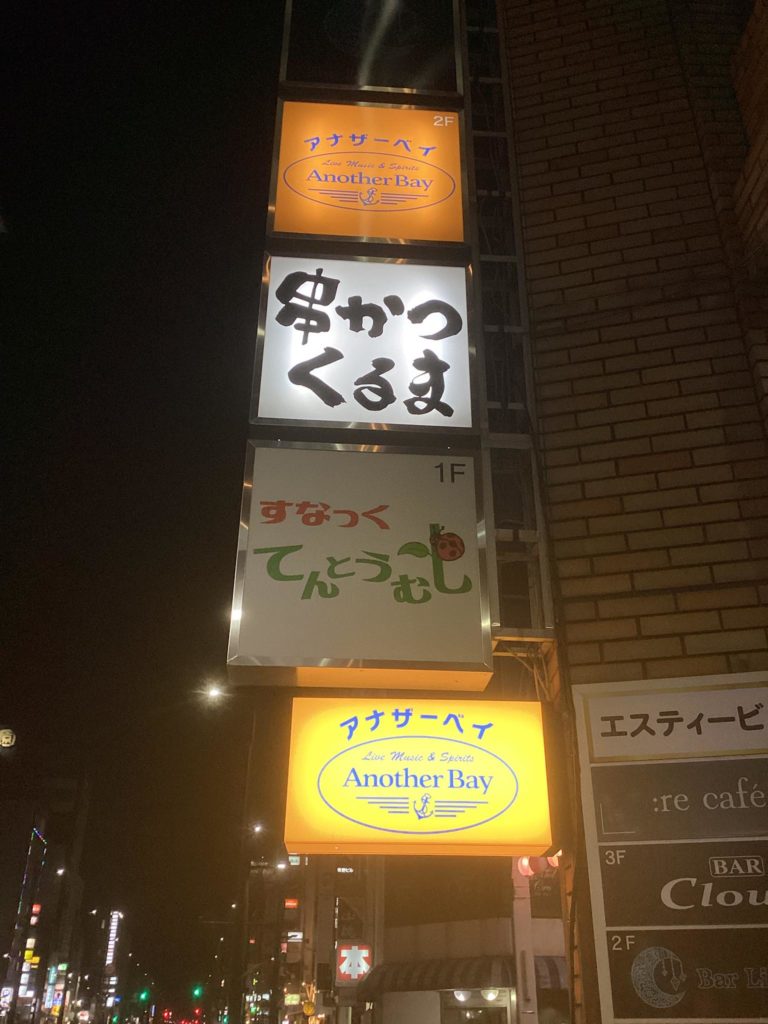 2F
アナザーベイ
Live Music & Spirits
Another Bay
串かつ
くるま
1F
すなっく
てんとうむし
アナザーベイ
Live Music & Spirits
Another Bay
エスティービ
:re café
3F
BAR
Clou
2F
Bar Li
本